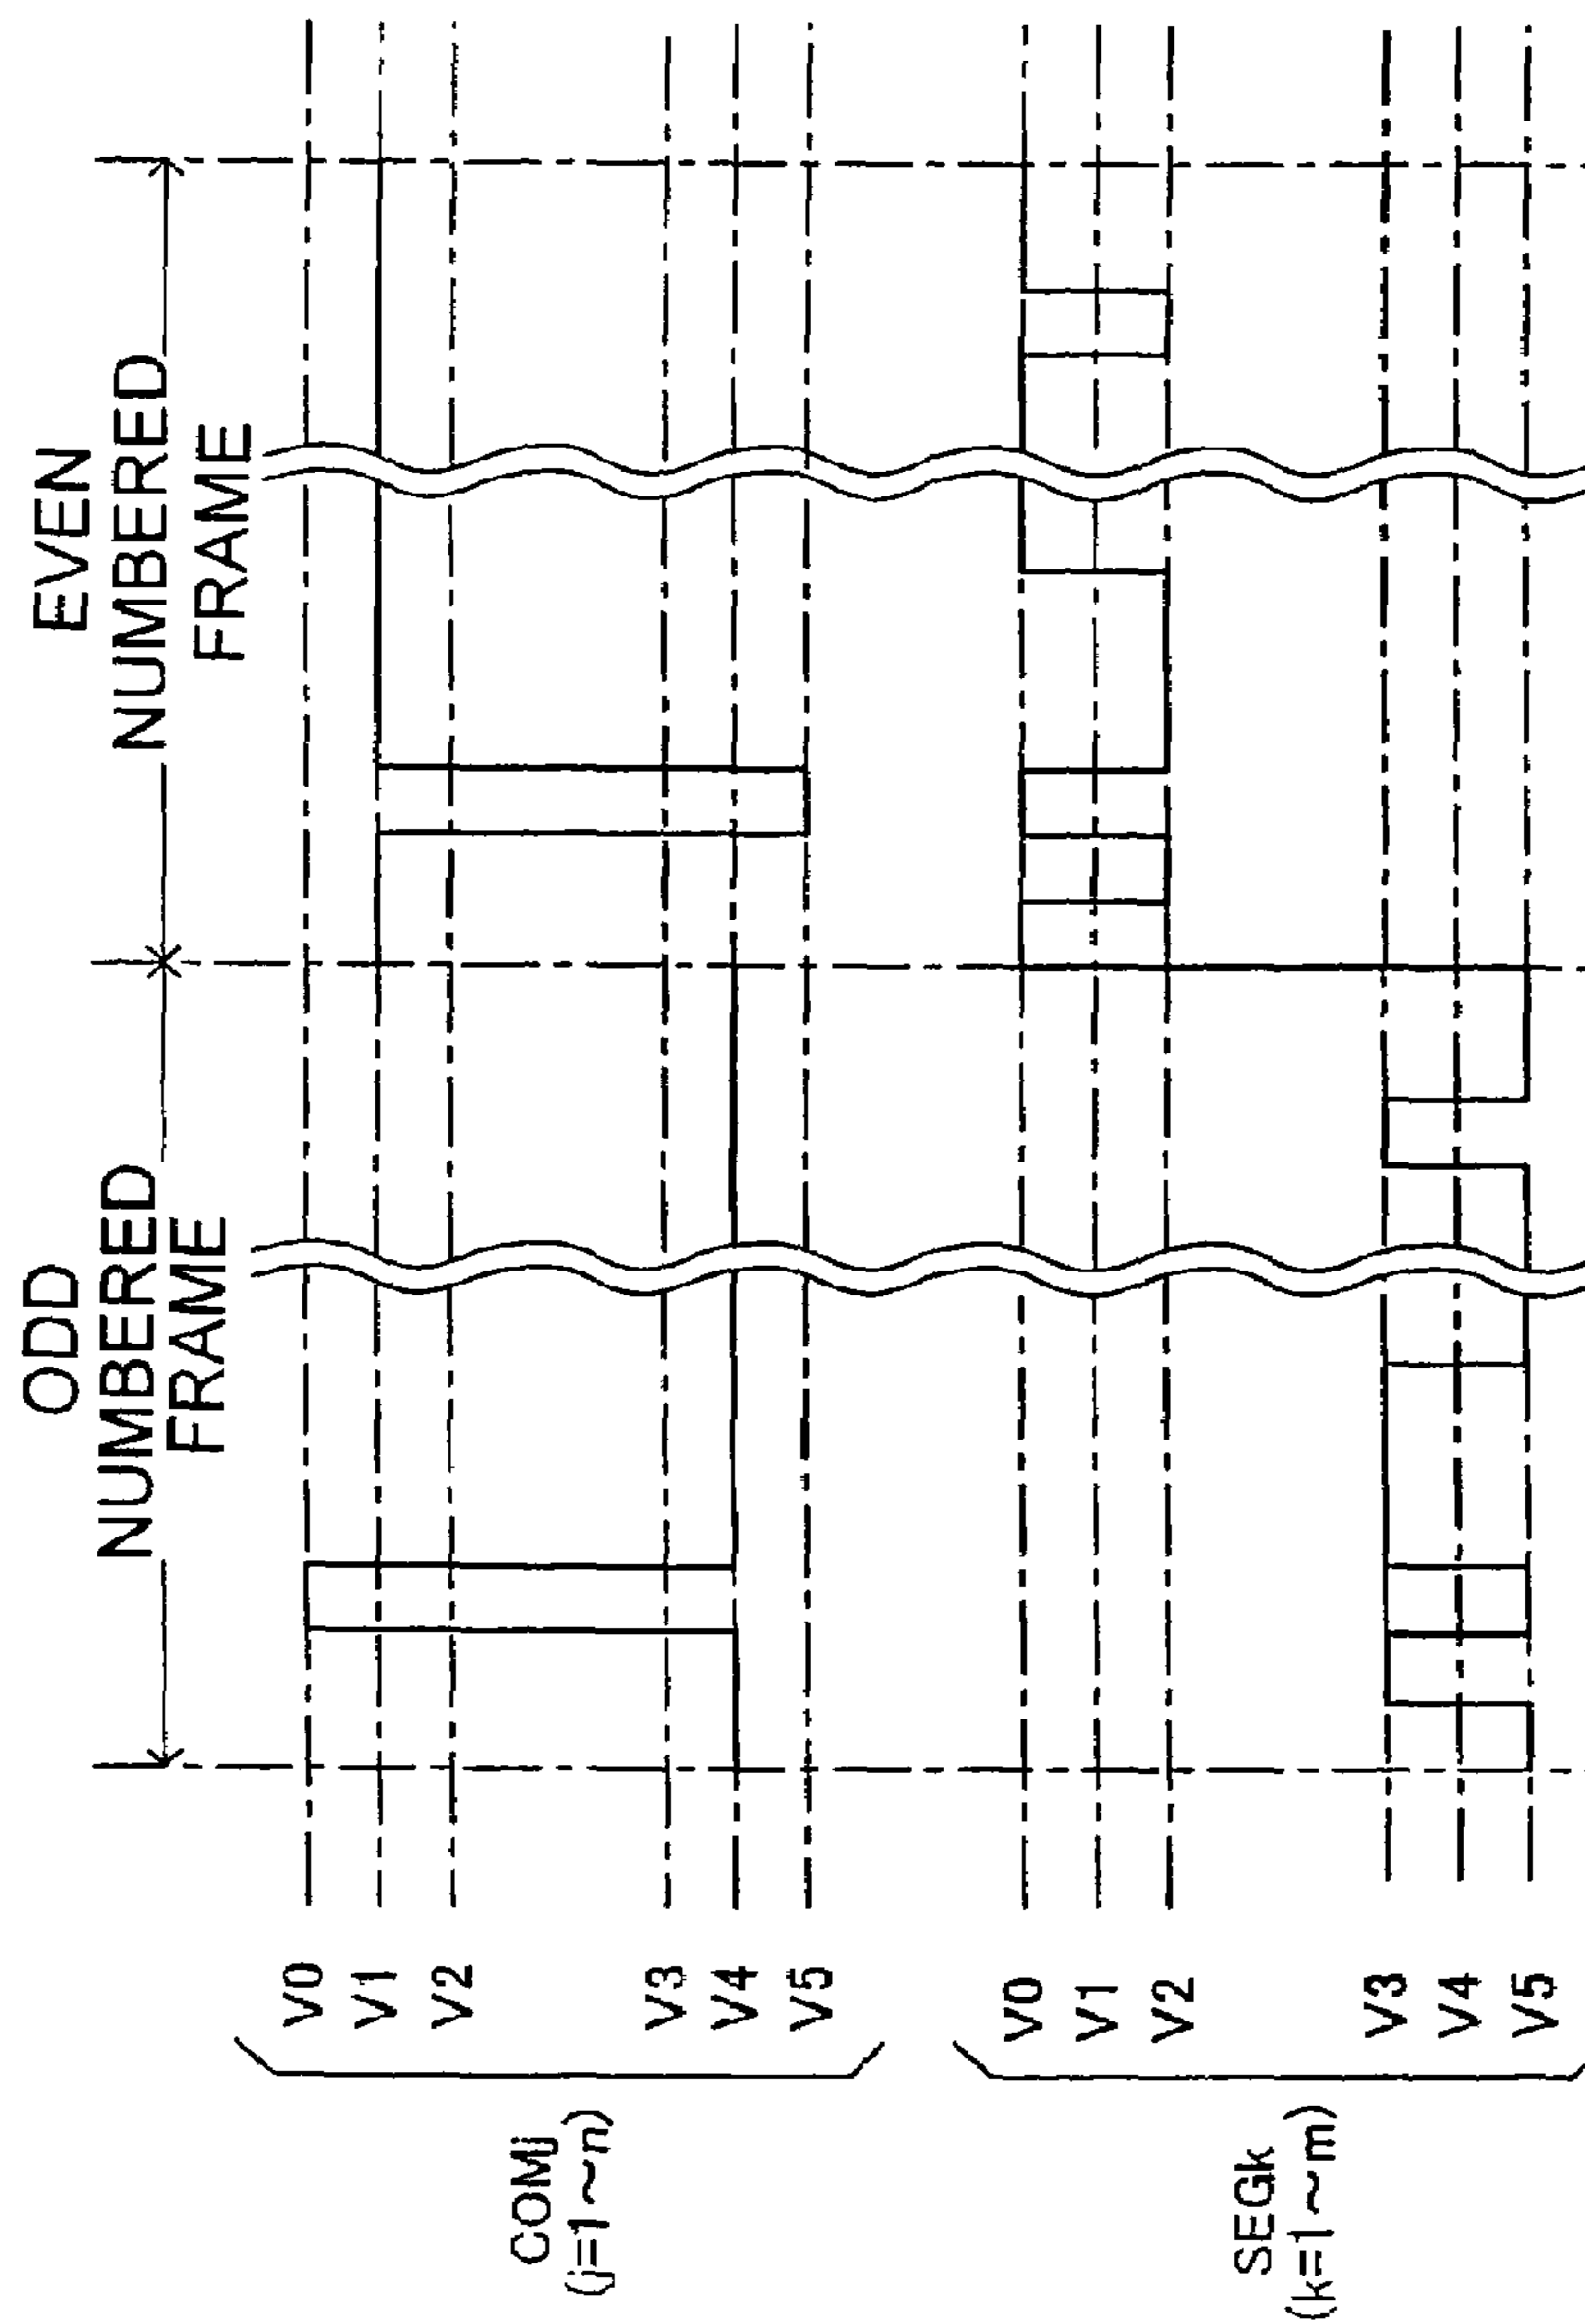 ODD
NUMBERED
FRAME
EVEN
NUMBERED
FRAME
COMj
(j=1~n)
V0
V1
V2
V3
V4
V5
SEGk
(k=1~m)
V0
V1
V2
V3
V4
V5